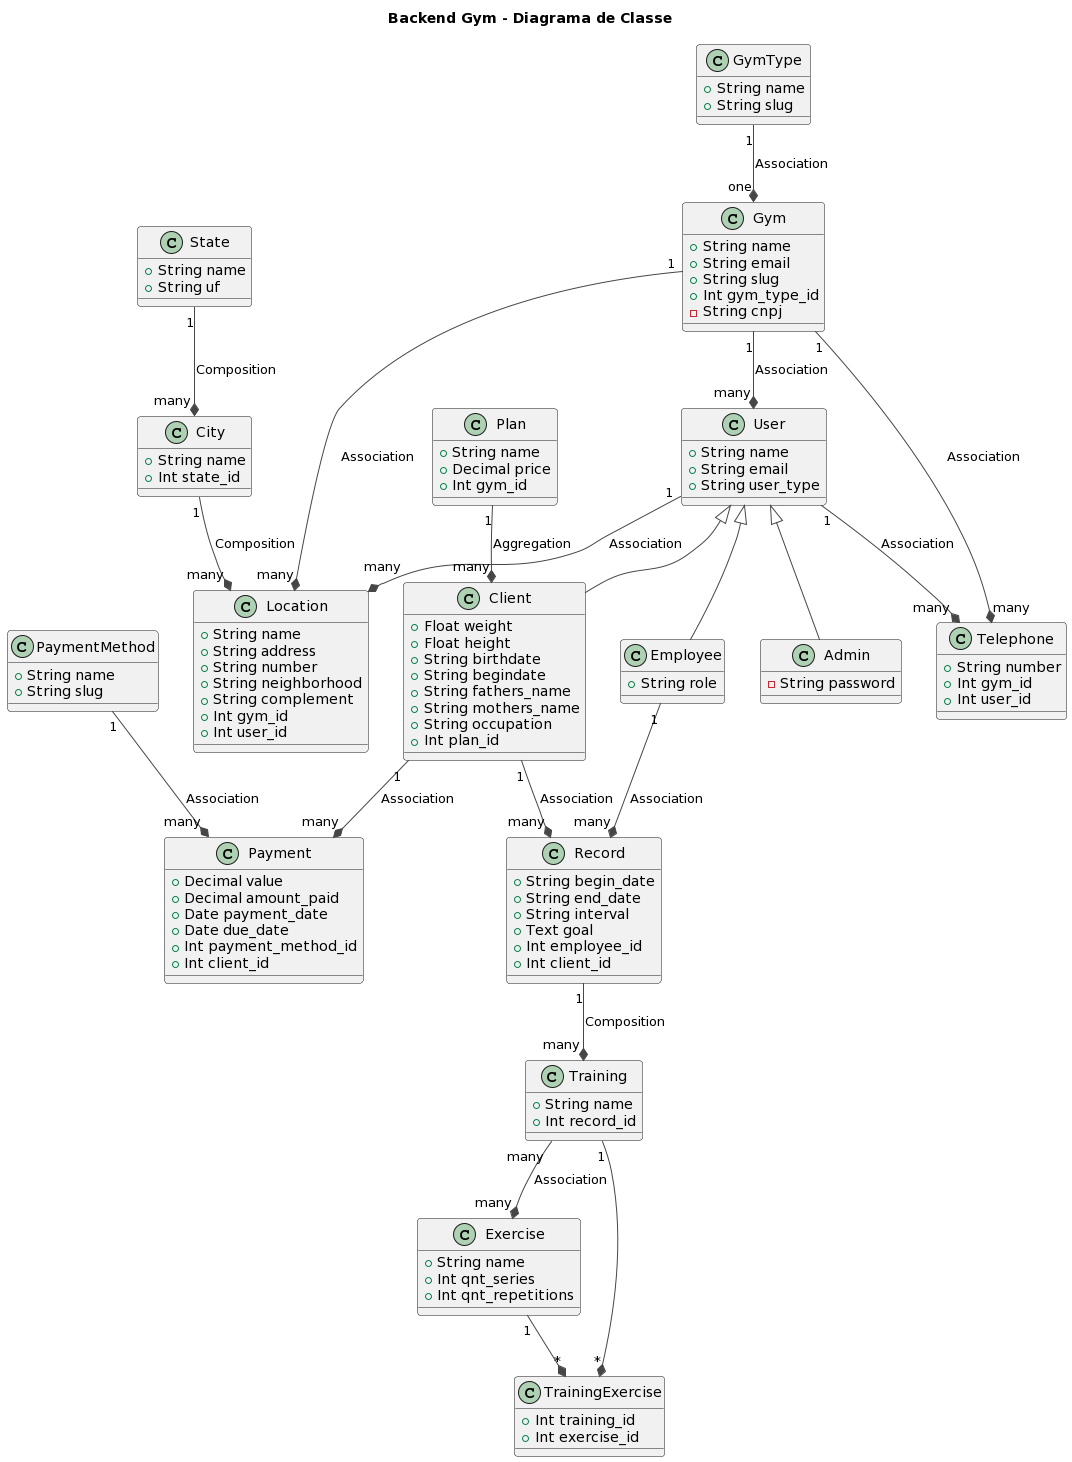 Backend Gym - Diagrama de Classe
C GymType
String name
String slug
1
Association
one
C Gym
String name
String email
String slug
Int gym_type_id
String cnpj
C State
String name
String uf
1
Composition
many
1
1
Association
many
1
Association
Association
C City
String name
Int state_id
C Plan
String name
Decimal price
Int gym_id
C User
String name
String email
String user_type
1
Composition
many
many
1
Aggregation
many
1
Association
many
1
Association
many
many
C Location
String name
String address
String number
String neighborhood
String complement
Int gym_id
Int user_id
C Client
Float weight
Float height
String birthdate
String begindate
String fathers_name
String mothers_name
String occupation
Int plan_id
C Employee
String role
C Admin
String password
C Telephone
String number
Int gym_id
Int user_id
C PaymentMethod
String name
String slug
1
Association
many
1
Association
many
1
Association
many
1
Association
many
C Payment
Decimal value
Decimal amount_paid
Date payment_date
Date due_date
Int payment_method_id
Int client_id
C Record
String begin_date
String end_date
String interval
Text goal
Int employee_id
Int client_id
1
Composition
many
C Training
String name
Int record_id
many
Association
many
1
C Exercise
String name
Int qnt_series
Int qnt_repetitions
1
*
*
C TrainingExercise
Int training_id
Int exercise_id